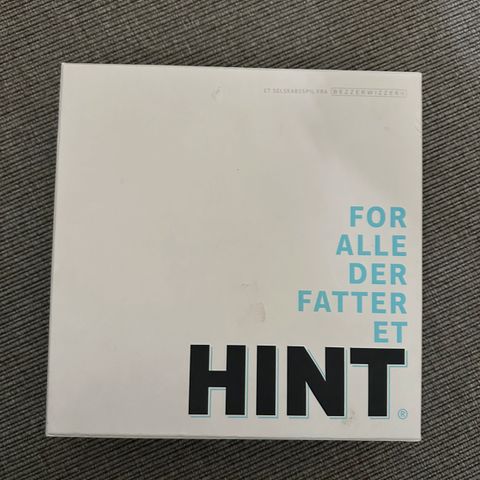 ET SELSKABSSPIL FRA BEZZERWIZZER
FOR
ALLE
DER
FATTER
ET
HINT®